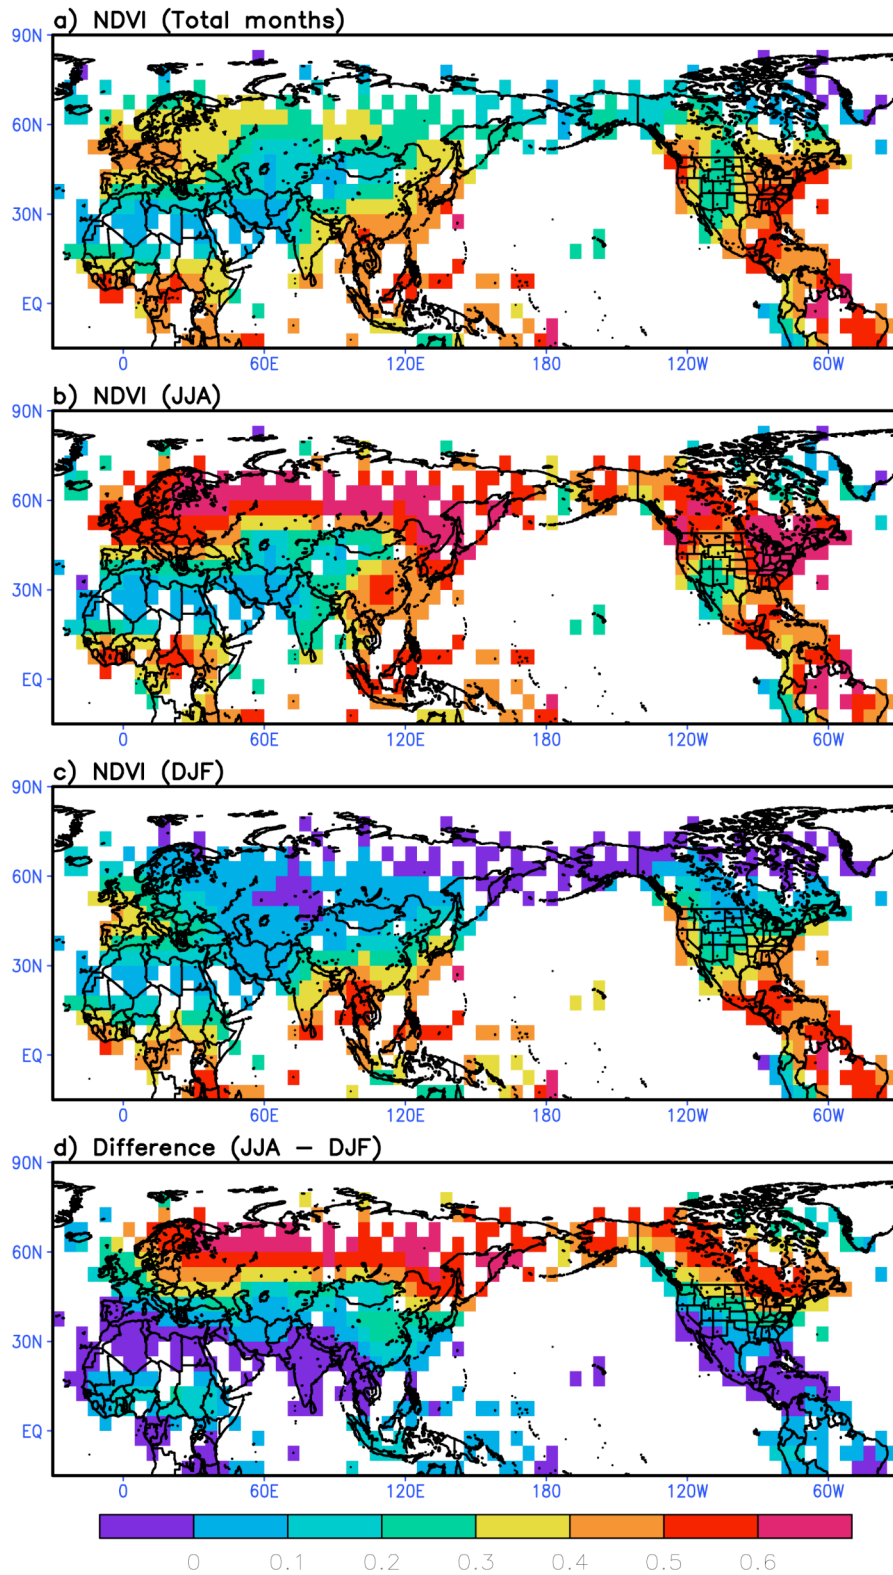 a) NDVI (Total months)
90N
60N
30N
EQ
0 60E 120E 180 120W 60W
b) NDVI (JJA)
90N
60N
30N
EQ
0 60E 120E 180 120W 60W
c) NDVI (DJF)
90N
60N
30N
EQ
0 60E 120E 180 120W 60W
d) Difference (JJA – DJF)
90N
60N
30N
EQ
0 60E 120E 180 120W 60W
0 0.1 0.2 0.3 0.4 0.5 0.6